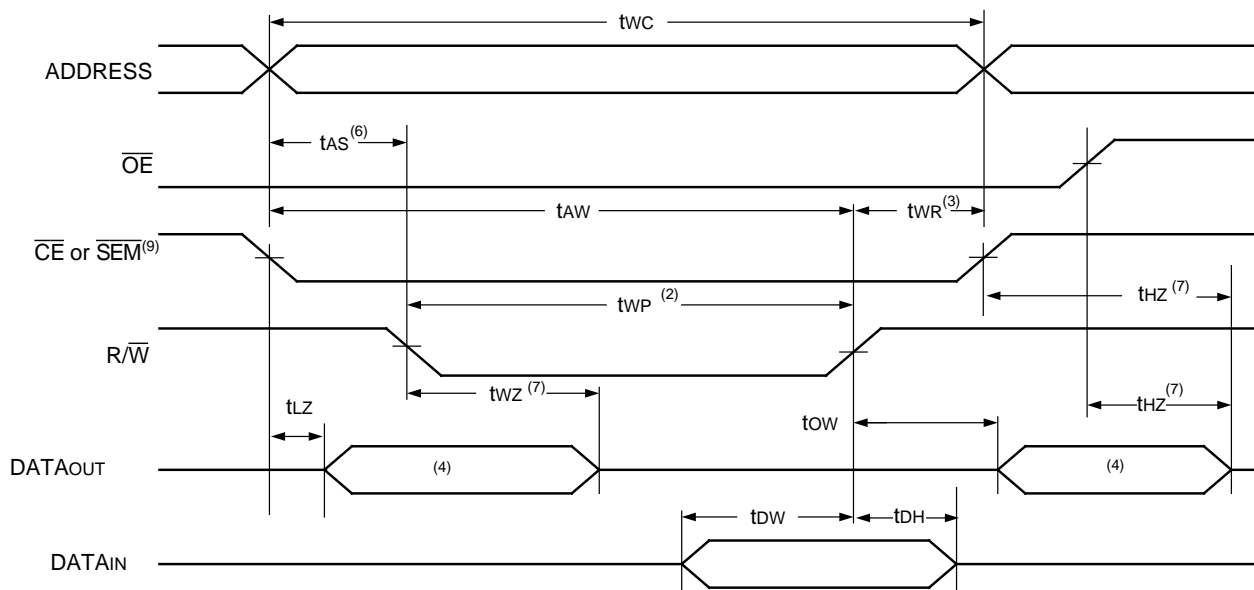 tWC
ADDRESS
tAS(6)
OE
tAW
tWR(3)
CE or SEM(9)
tWP (2)
tHZ (7)
R/W
tWZ (7)
tLZ
tHZ(7)
tOW
DATAOUT
(4)
(4)
tDW
tDH
DATAIN